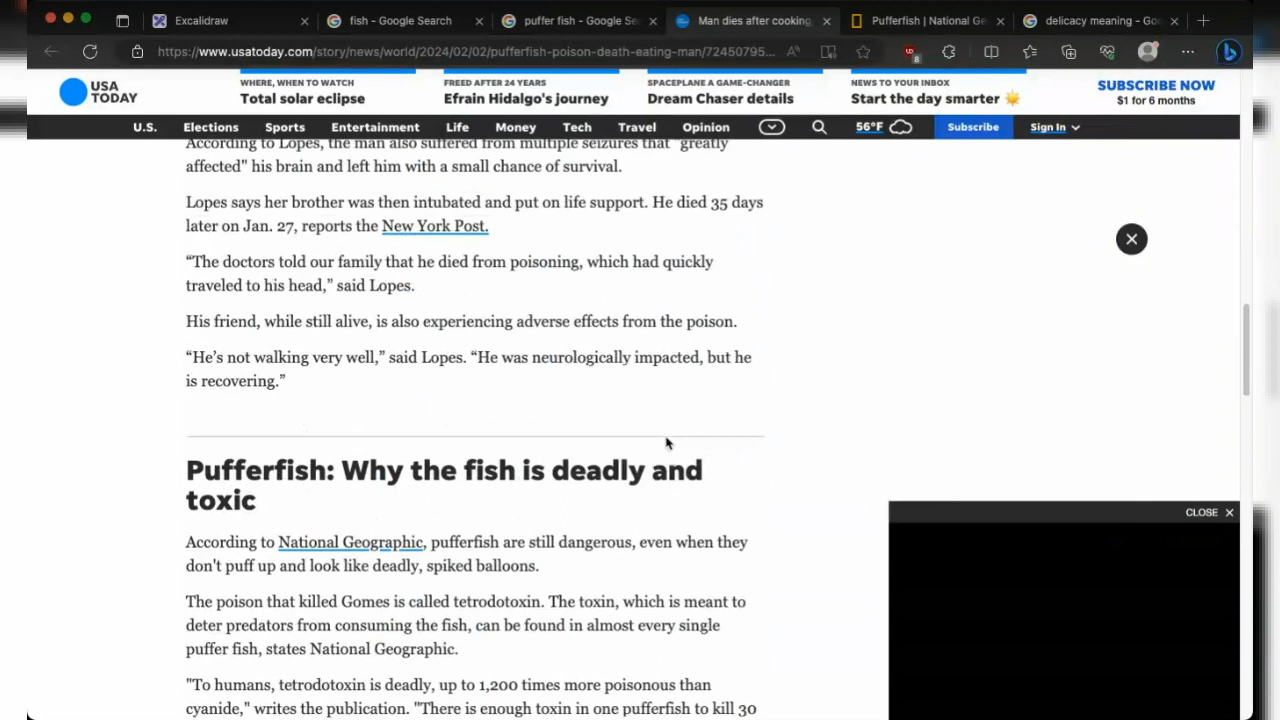 Excalidraw
fish - Google Search
puffer fish - Google Se
Man dies after cooking,
Pufferfish | National Ge
delicacy meaning - Goo
https://www.usatoday.com/story/news/world/2024/02/02/pufferfish-poison-death-eating-man/72450795...
8
USA
TODAY
WHERE, WHEN TO WATCH
Total solar eclipse
FREED AFTER 24 YEARS
Efrain Hidalgo's journey
SPACEPLANE A GAME-CHANGER
Dream Chaser details
NEWS TO YOUR INBOX
Start the day smarter
SUBSCRIBE NOW
$1 for 6 months
U.S. Elections Sports Entertainment Life Money Tech Travel Opinion 56°F Subscribe Sign In
According to Lopes, the man also suffered from multiple seizures that "greatly
affected" his brain and left him with a small chance of survival.
Lopes says her brother was then intubated and put on life support. He died 35 days
later on Jan. 27, reports the New York Post.
“The doctors told our family that he died from poisoning, which had quickly
traveled to his head,” said Lopes.
His friend, while still alive, is also experiencing adverse effects from the poison.
“He’s not walking very well,” said Lopes. “He was neurologically impacted, but he
is recovering.”
Pufferfish: Why the fish is deadly and
toxic
According to National Geographic, pufferfish are still dangerous, even when they
don't puff up and look like deadly, spiked balloons.
The poison that killed Gomes is called tetrodotoxin. The toxin, which is meant to
deter predators from consuming the fish, can be found in almost every single
puffer fish, states National Geographic.
"To humans, tetrodotoxin is deadly, up to 1,200 times more poisonous than
cyanide," writes the publication. "There is enough toxin in one pufferfish to kill 30
CLOSE